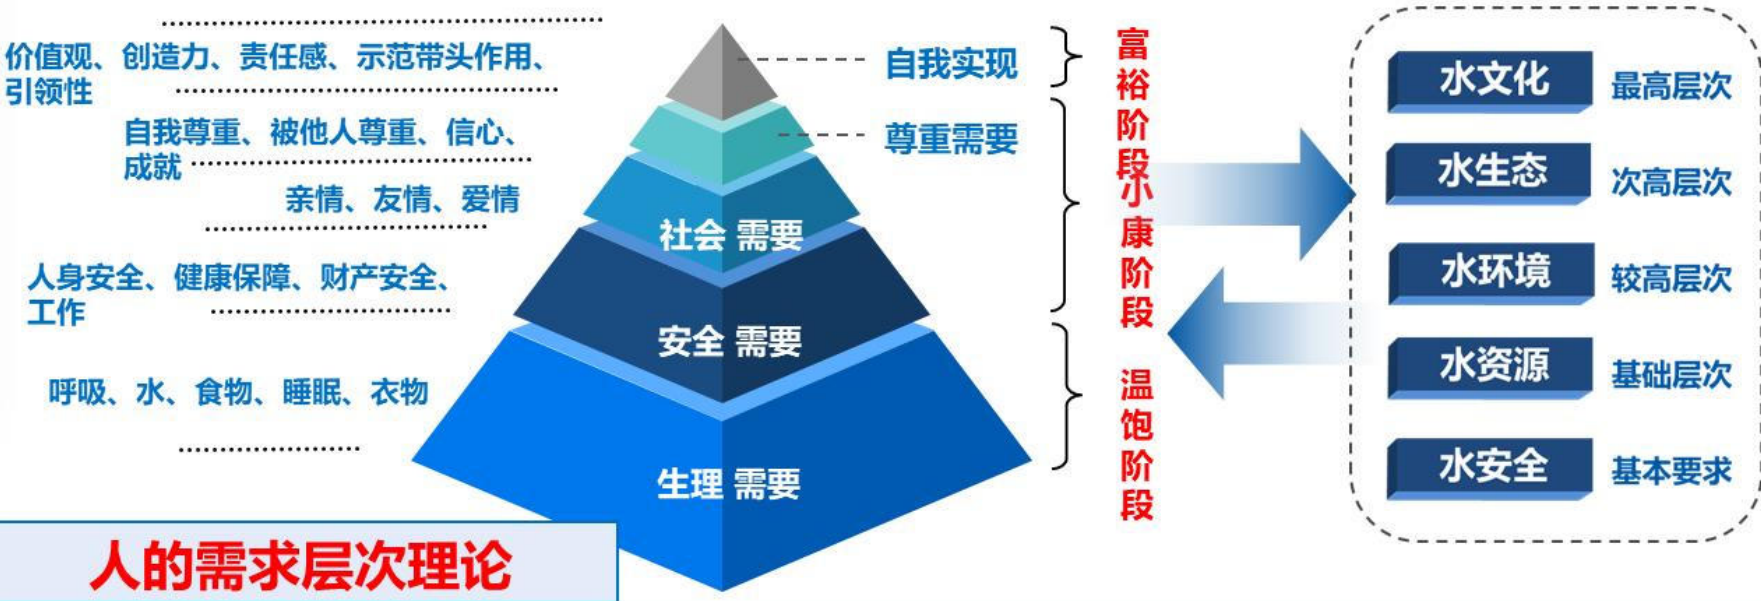 价值观、创造力、责任感、示范带头作用、
引领性
自我尊重、被他人尊重、信心、
成就
亲情、友情、爱情
人身安全、健康保障、财产安全、
工作
呼吸、水、食物、睡眠、衣物
人的需求层次理论
自我实现
尊重需要
社会 需要
安全 需要
生理 需要
富裕阶段
小康阶段
温饱阶段
水文化 最高层次
水生态 次高层次
水环境 较高层次
水资源 基础层次
水安全 基本要求